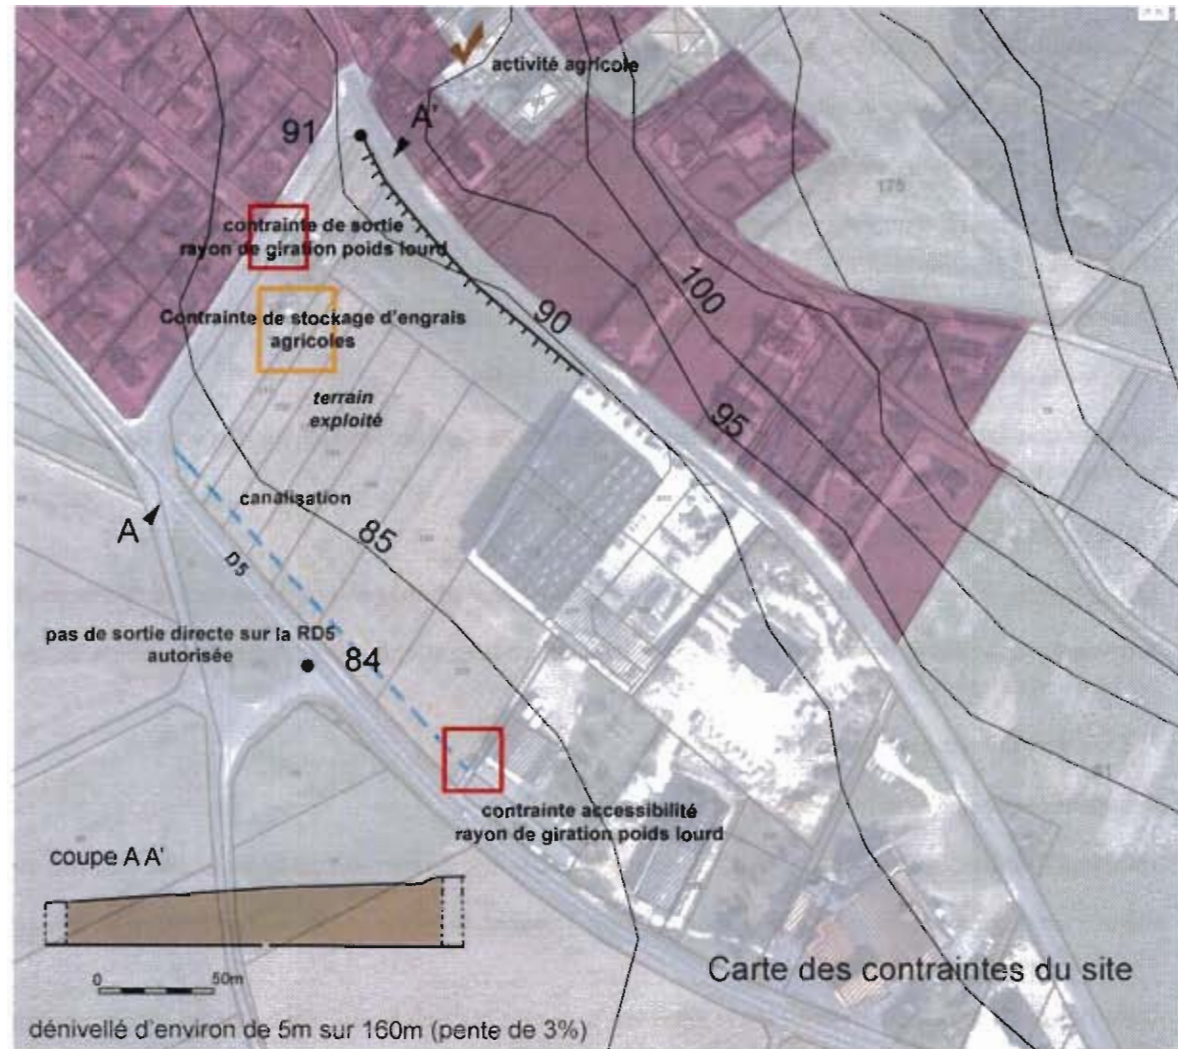 activité agricole
91
A'
contrainte de sortie
rayon de giration poids lourd
175
100
Contrainte de stockage d'engrais
agricoles
90
terrain
exploité
95
canalisation
85
A
D5
pas de sortie directe sur la RD5
autorisée
84
contrainte accessibilité
rayon de giration poids lourd
coupe A A'
0 50m
Carte des contraintes du site
dénivellé d'environ de 5m sur 160m (pente de 3%)